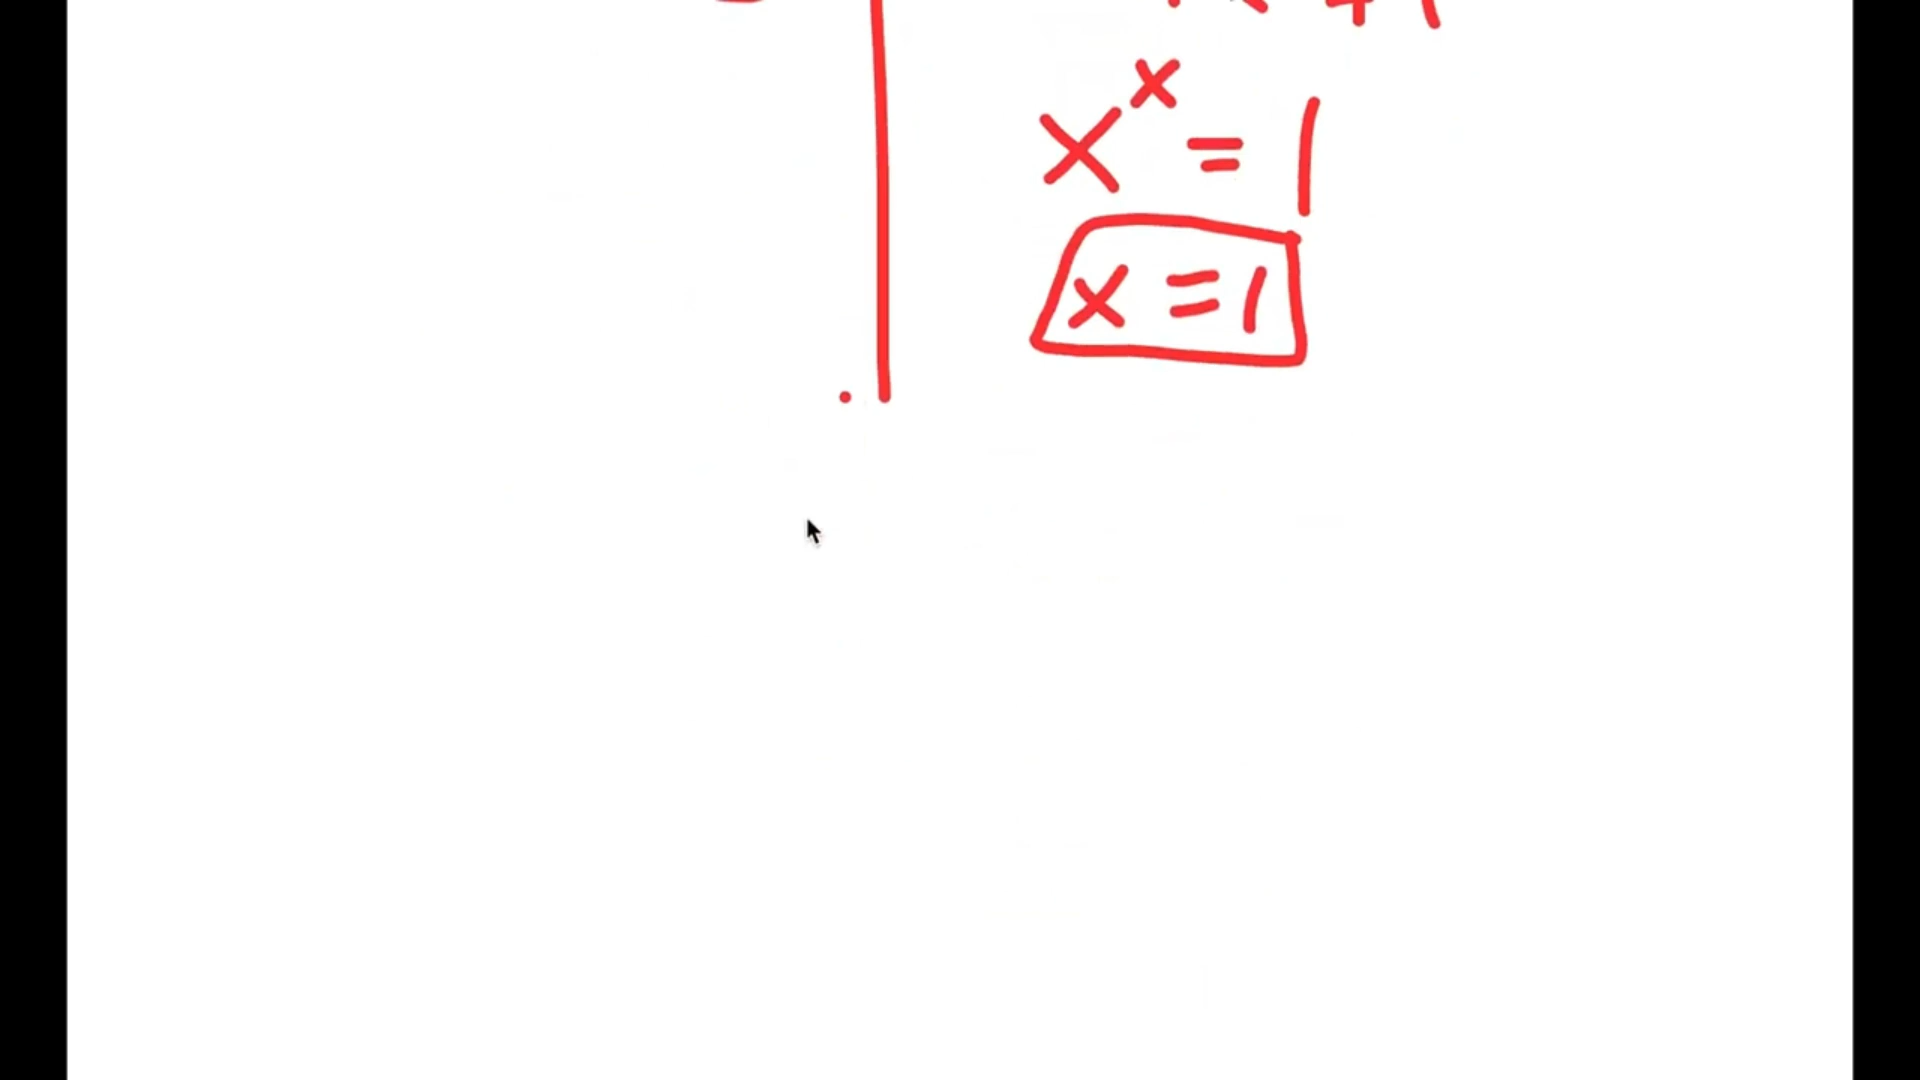 x^x = 1
x = 1